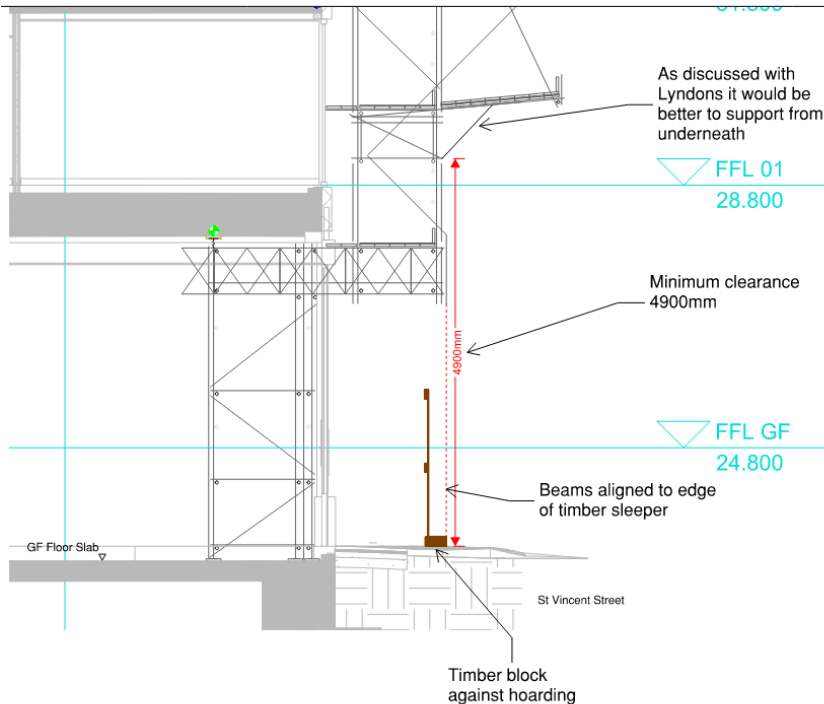 As discussed with
Lyndons it would be
better to support from
underneath
FFL 01
28.800
Minimum clearance
4900mm
4900mm
FFL GF
24.800
Beams aligned to edge
of timber sleeper
GF Floor Slab
St Vincent Street
Timber block
against hoarding